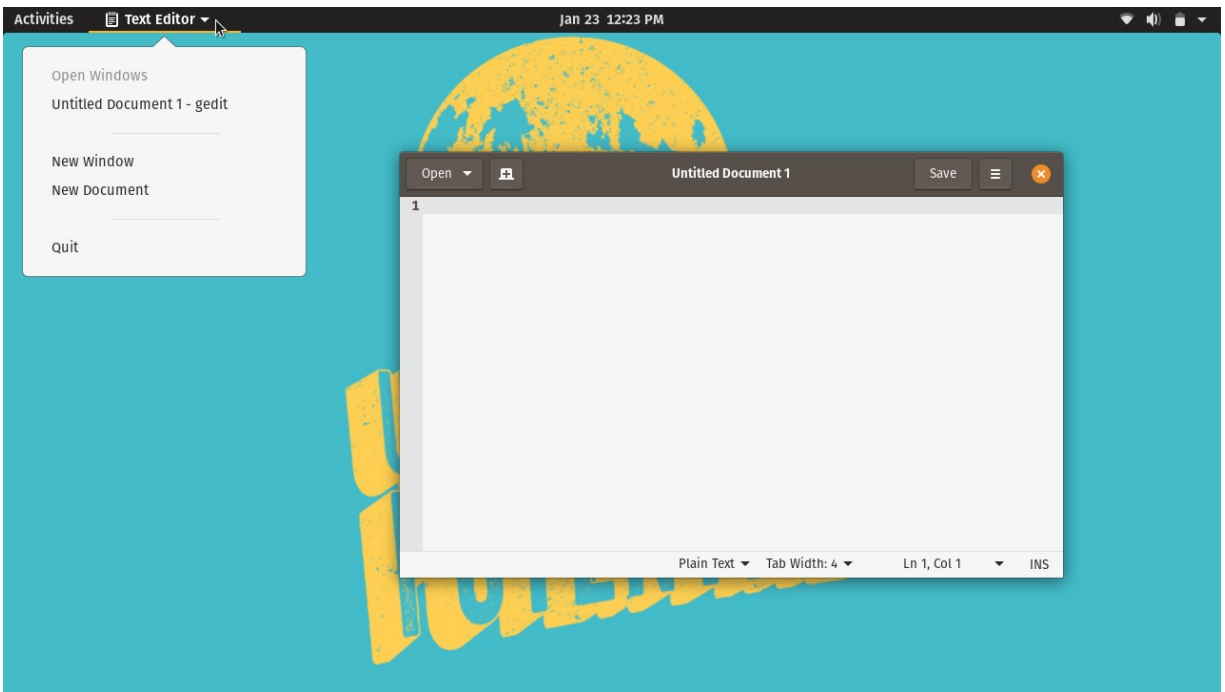 Activities Text Editor Jan 23 12:23 PM
Open Windows
Untitled Document 1 - gedit
New Window
New Document
Quit
Open Untitled Document 1 Save
1
Plain Text Tab Width: 4 Ln 1, Col 1 INS